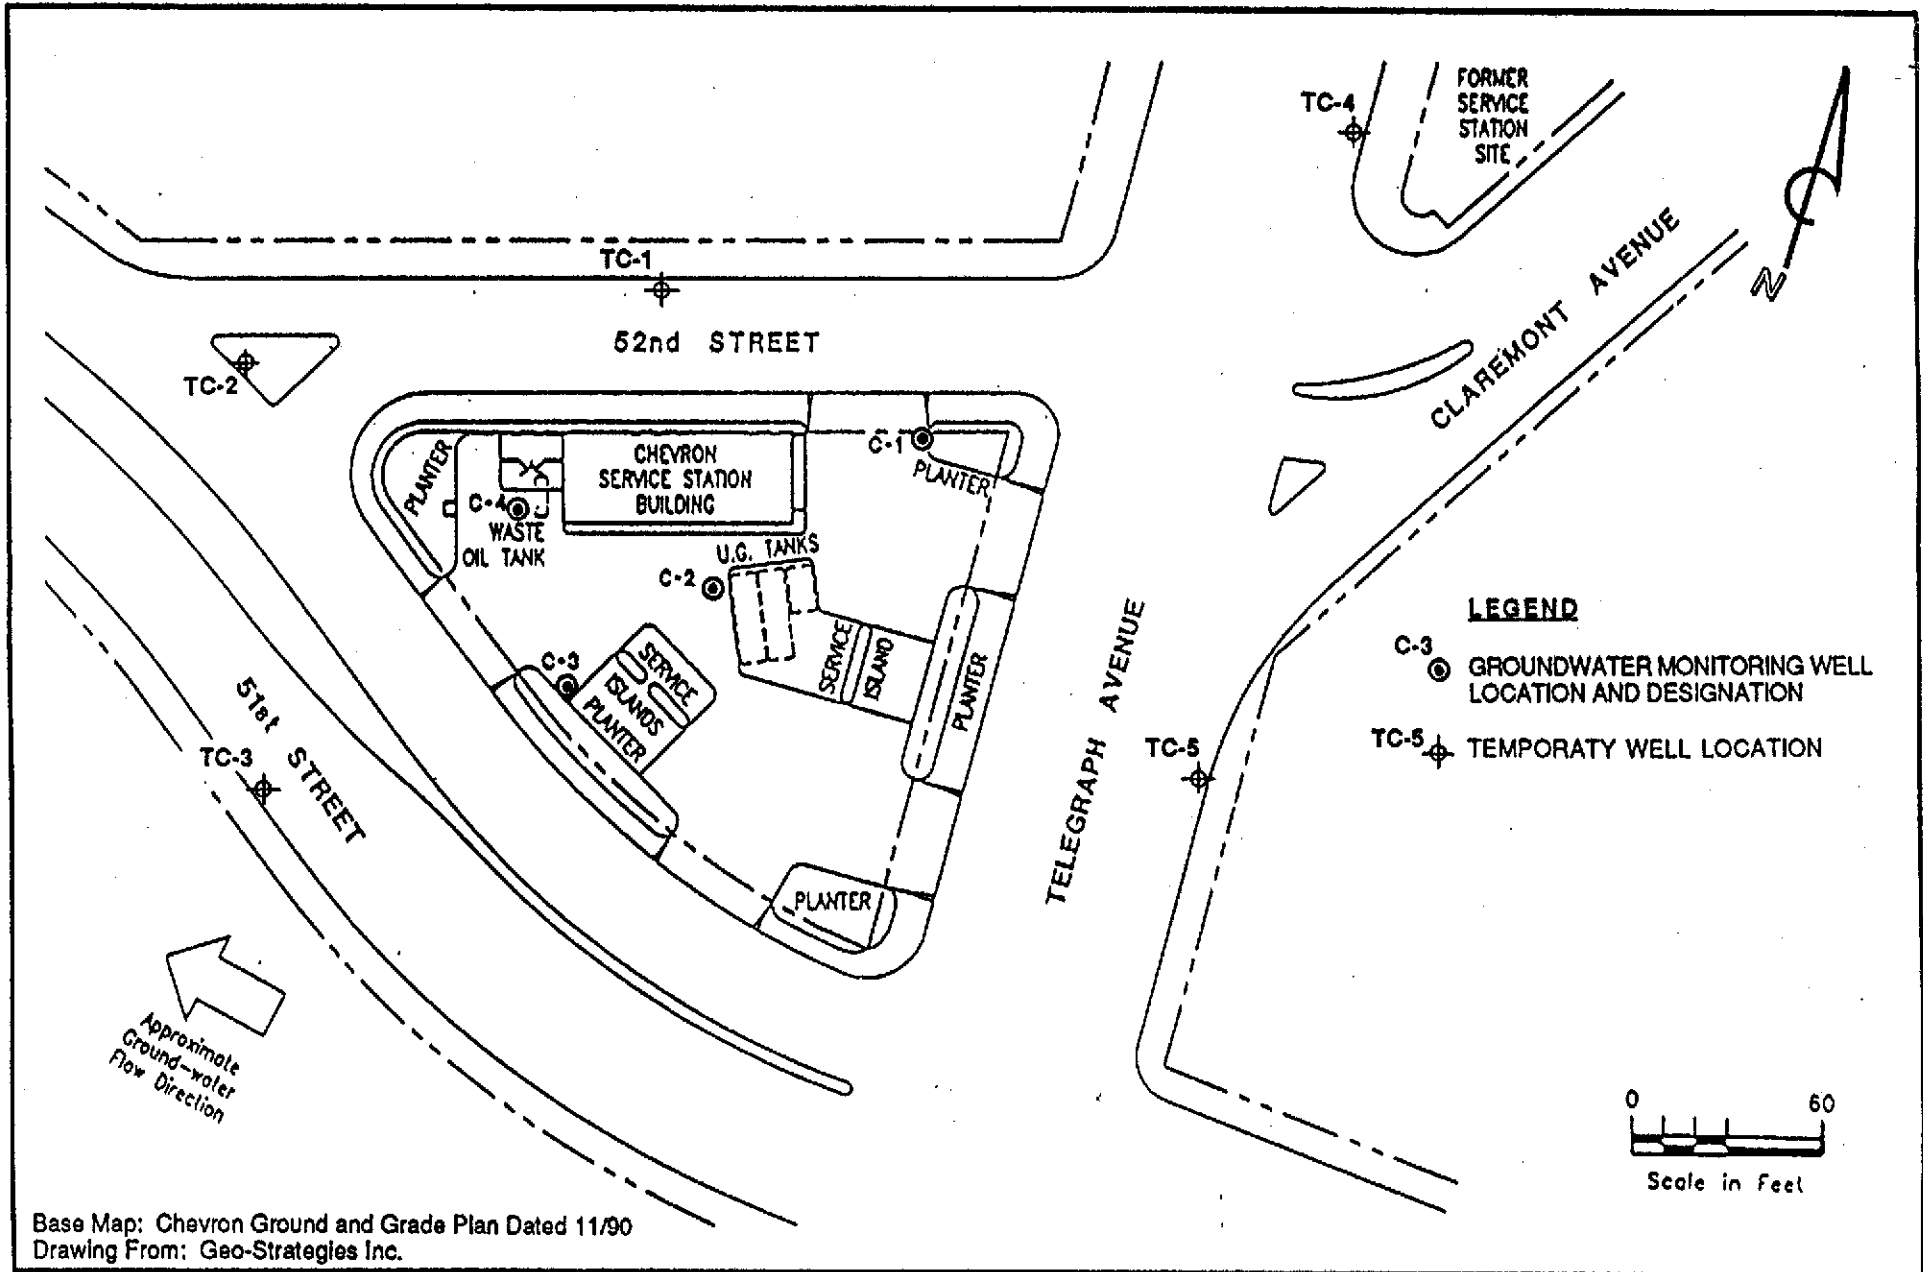 FORMER
SERVICE
STATION
SITE
TC-4
N
TC-1
52nd STREET
TC-2
CLAREMONT AVENUE
PLANTER
CHEVRON
SERVICE STATION
BUILDING
C-1
PLANTER
C-4
WASTE
OIL TANK
U.G. TANKS
C-2
C-3
SERVICE
ISLANDS
PLANTER
SERVICE
ISLAND
PLANTER
TELEGRAPH AVENUE
LEGEND
C-3
GROUNDWATER MONITORING WELL
LOCATION AND DESIGNATION
TC-5
TEMPORATY WELL LOCATION
TC-5
51st STREET
TC-3
PLANTER
Approximate
Ground-water
Flow Direction
0 60
Scale in Feet
Base Map: Chevron Ground and Grade Plan Dated 11/90
Drawing From: Geo-Strategies Inc.